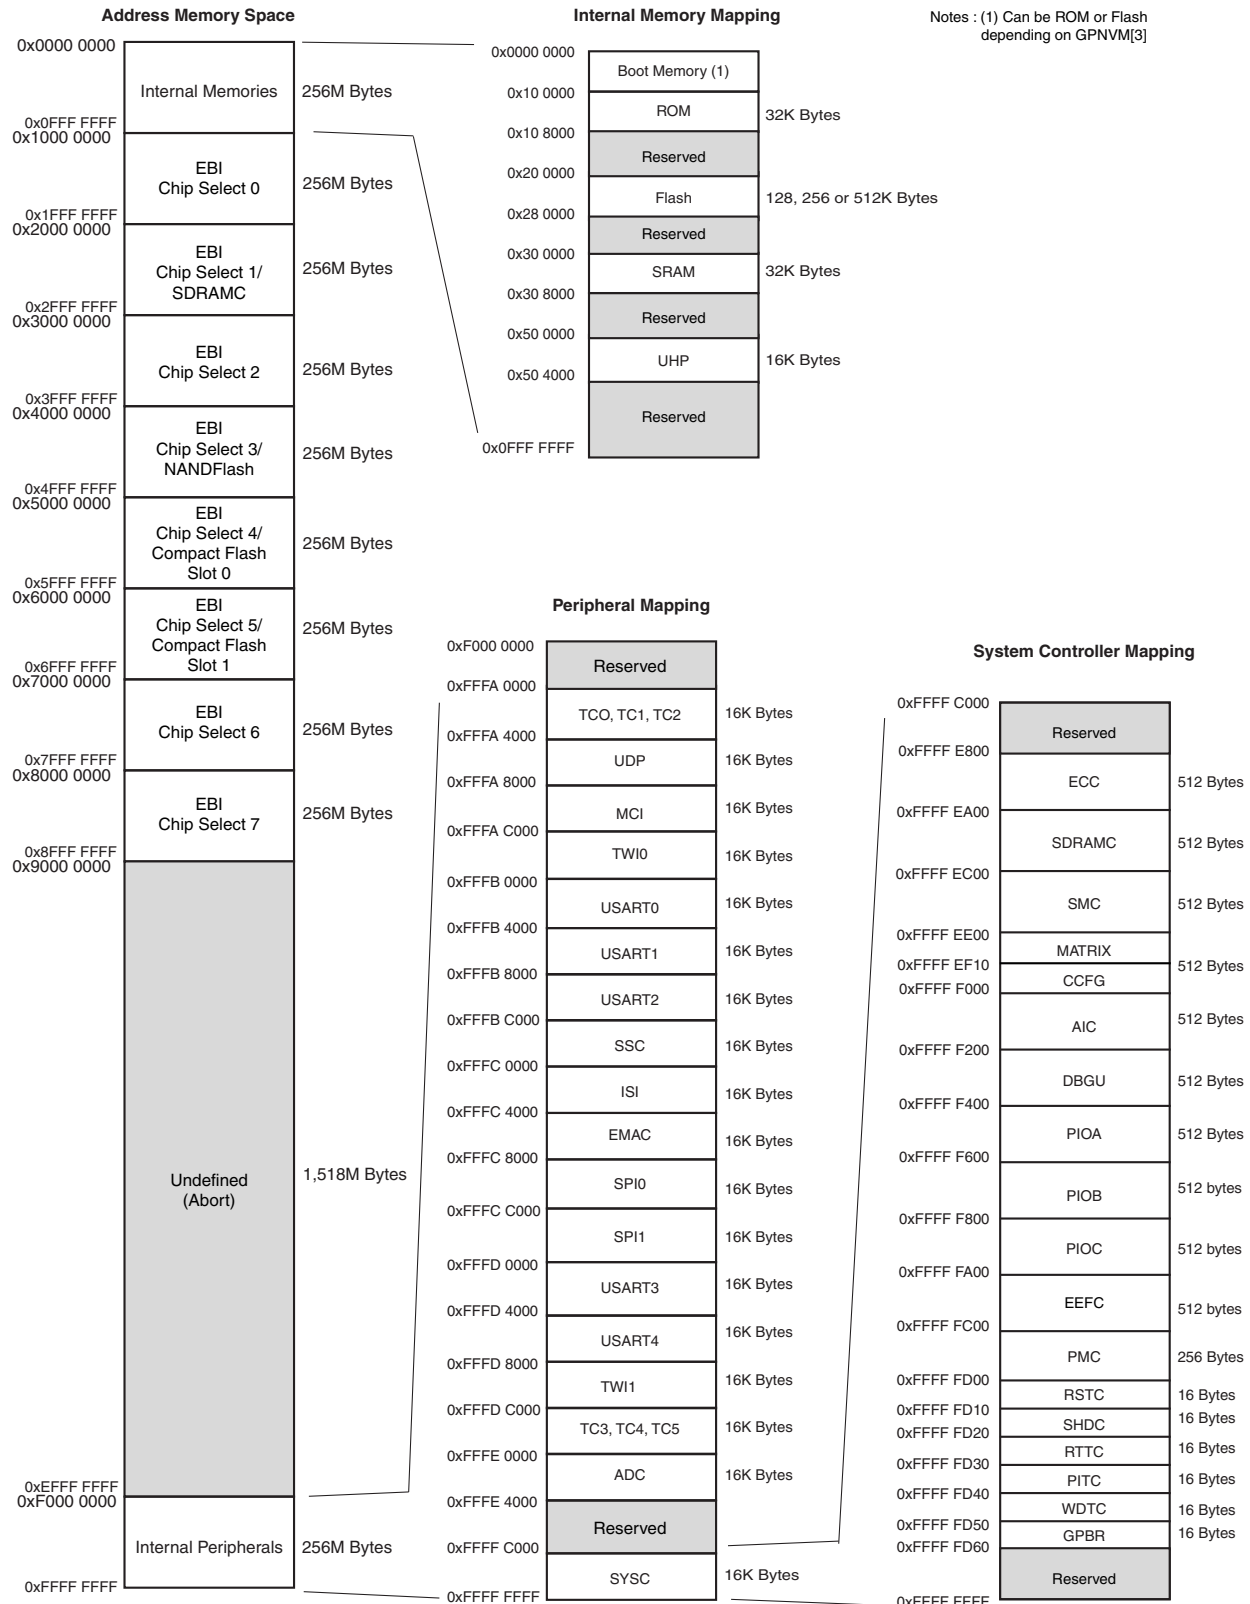 Address Memory Space
0x0000 0000
Internal Memories
256M Bytes
0x0FFF FFFF
0x1000 0000
EBI
Chip Select 0
256M Bytes
0x1FFF FFFF
0x2000 0000
EBI
Chip Select 1/
SDRAMC
256M Bytes
0x2FFF FFFF
0x3000 0000
EBI
Chip Select 2
256M Bytes
0x3FFF FFFF
0x4000 0000
EBI
Chip Select 3/
NANDFlash
256M Bytes
0x4FFF FFFF
0x5000 0000
EBI
Chip Select 4/
Compact Flash
Slot 0
256M Bytes
0x5FFF FFFF
0x6000 0000
EBI
Chip Select 5/
Compact Flash
Slot 1
256M Bytes
0x6FFF FFFF
0x7000 0000
EBI
Chip Select 6
256M Bytes
0x7FFF FFFF
0x8000 0000
EBI
Chip Select 7
256M Bytes
0x8FFF FFFF
0x9000 0000
Undefined
(Abort)
1,518M Bytes
0xEFFF FFFF
0xF000 0000
Internal Peripherals
256M Bytes
0xFFFF FFFF
Internal Memory Mapping
0x0000 0000
Boot Memory (1)
0x10 0000
ROM
32K Bytes
0x10 8000
Reserved
0x20 0000
Flash
128, 256 or 512K Bytes
0x28 0000
Reserved
0x30 0000
SRAM
32K Bytes
0x30 8000
Reserved
0x50 0000
UHP
16K Bytes
0x50 4000
Reserved
0x0FFF FFFF
Notes : (1) Can be ROM or Flash
depending on GPNVM[3]
Peripheral Mapping
0xF000 0000
Reserved
0xFFFA 0000
TCO, TC1, TC2
16K Bytes
0xFFFA 4000
UDP
16K Bytes
0xFFFA 8000
MCI
16K Bytes
0xFFFA C000
TWI0
16K Bytes
0xFFFB 0000
USART0
16K Bytes
0xFFFB 4000
USART1
16K Bytes
0xFFFB 8000
USART2
16K Bytes
0xFFFB C000
SSC
16K Bytes
0xFFFC 0000
ISI
16K Bytes
0xFFFC 4000
EMAC
16K Bytes
0xFFFC 8000
SPI0
16K Bytes
0xFFFC C000
SPI1
16K Bytes
0xFFFD 0000
USART3
16K Bytes
0xFFFD 4000
USART4
16K Bytes
0xFFFD 8000
TWI1
16K Bytes
0xFFFD C000
TC3, TC4, TC5
16K Bytes
0xFFFE 0000
ADC
16K Bytes
0xFFFE 4000
Reserved
0xFFFF C000
SYSC
16K Bytes
0xFFFF FFFF
System Controller Mapping
0xFFFF C000
Reserved
0xFFFF E800
ECC
512 Bytes
0xFFFF EA00
SDRAMC
512 Bytes
0xFFFF EC00
SMC
512 Bytes
0xFFFF EE00
MATRIX
512 Bytes
0xFFFF EF10
CCFG
0xFFFF F000
AIC
512 Bytes
0xFFFF F200
DBGU
512 Bytes
0xFFFF F400
PIOA
512 Bytes
0xFFFF F600
PIOB
512 bytes
0xFFFF F800
PIOC
512 bytes
0xFFFF FA00
EEFC
512 bytes
0xFFFF FC00
PMC
256 Bytes
0xFFFF FD00
RSTC
16 Bytes
0xFFFF FD10
SHDC
16 Bytes
0xFFFF FD20
RTTC
16 Bytes
0xFFFF FD30
PITC
16 Bytes
0xFFFF FD40
WDTC
16 Bytes
0xFFFF FD50
GPBR
16 Bytes
0xFFFF FD60
Reserved
0xFFFF FFFF